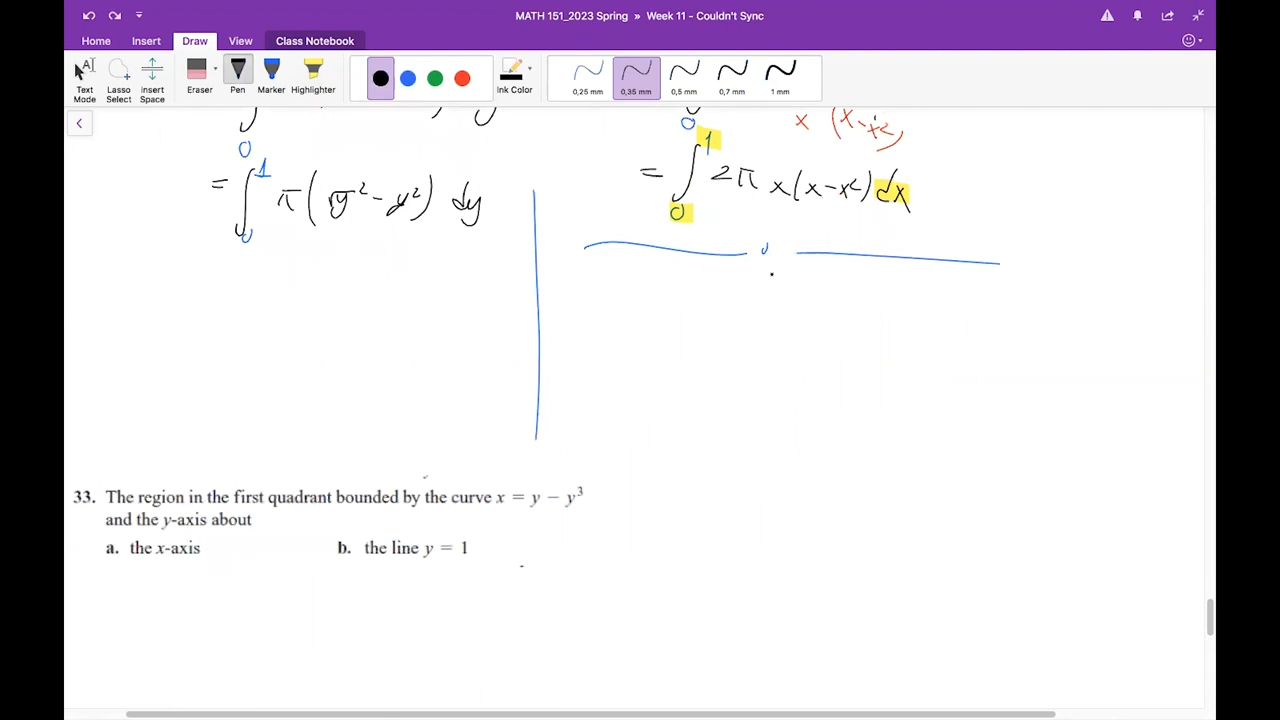 MATH 151_2023 Spring » Week 11 - Couldn't Sync
Home Insert Draw View Class Notebook
Text Mode
Lasso Select
Insert Space
Eraser
Pen
Marker
Highlighter
Ink Color
0,25 mm 0,35 mm 0,5 mm 0,7 mm 1 mm
0
= ∫₀¹ π(√y² - y²) dy
0
x (x-x²)
= ∫₀¹ 2π x(x-x²) dx
33. The region in the first quadrant bounded by the curve x = y − y³
and the y-axis about
a. the x-axis b. the line y = 1